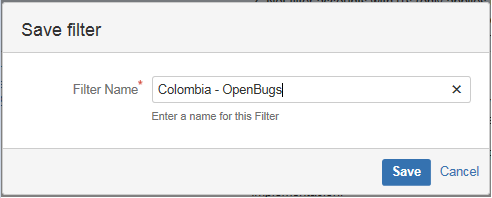 Save filter
Filter Name* Colombia - OpenBugs
Enter a name for this Filter
Save Cancel